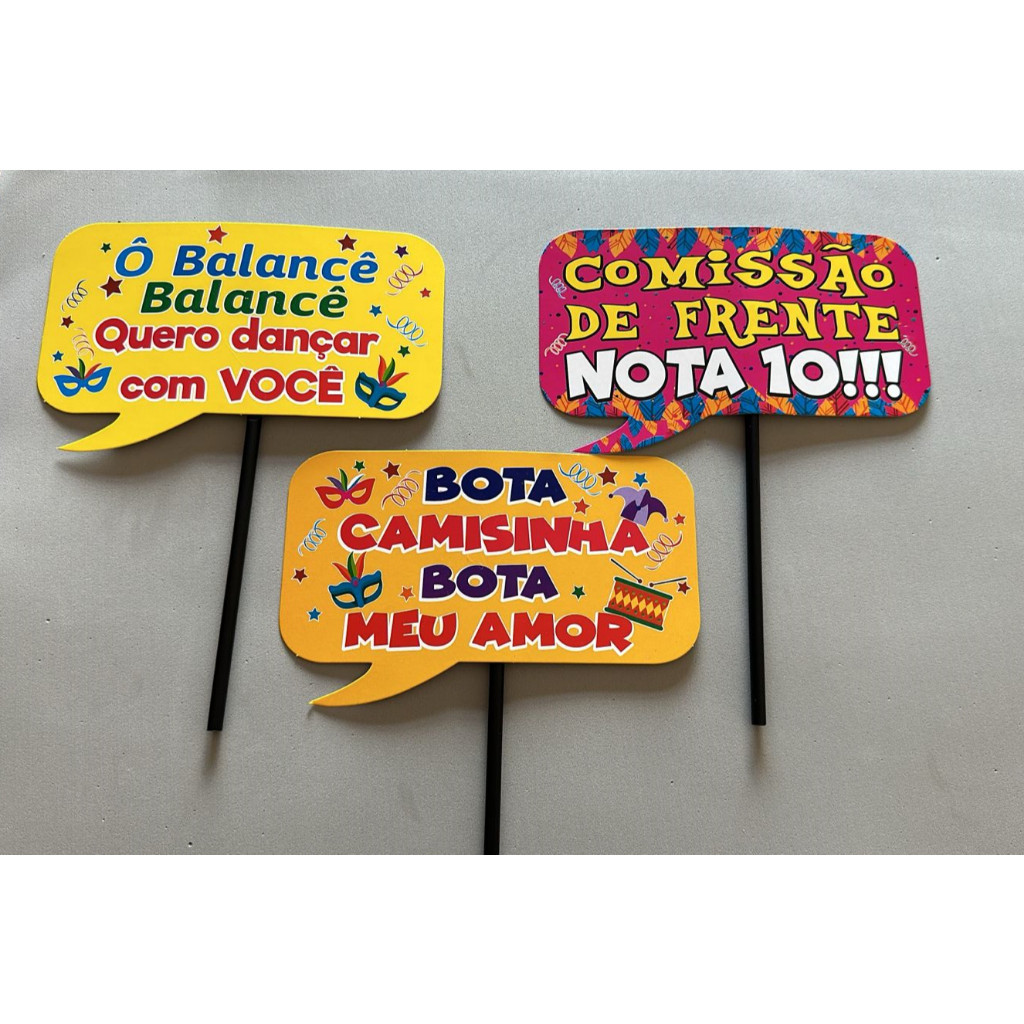 Ô Balancê
Balancê
Quero dançar
com VOCÊ
COMiSSÃO
DE FRENTE
NOTA 10!!!
BOTA
CAMISINHA
BOTA
MEU AMOR